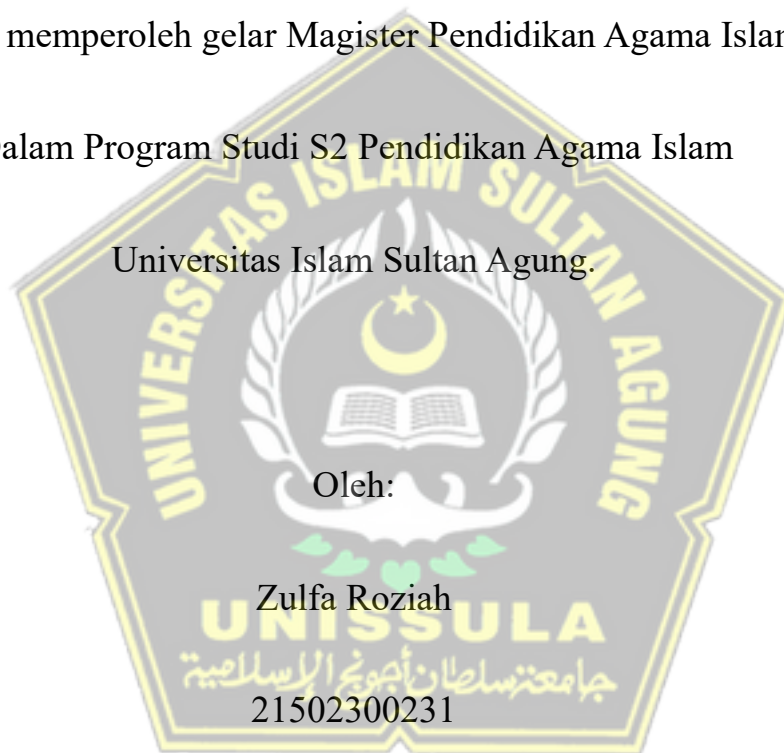 memperoleh gelar Magister Pendidikan Agama Islam
Dalam Program Studi S2 Pendidikan Agama Islam
Universitas Islam Sultan Agung.
Oleh:
Zulfa Roziah
21502300231
UNIVERSITAS ISLAM SULTAN AGUNG
UNISSULA
جامعة سلطان أجونج الإسلامية